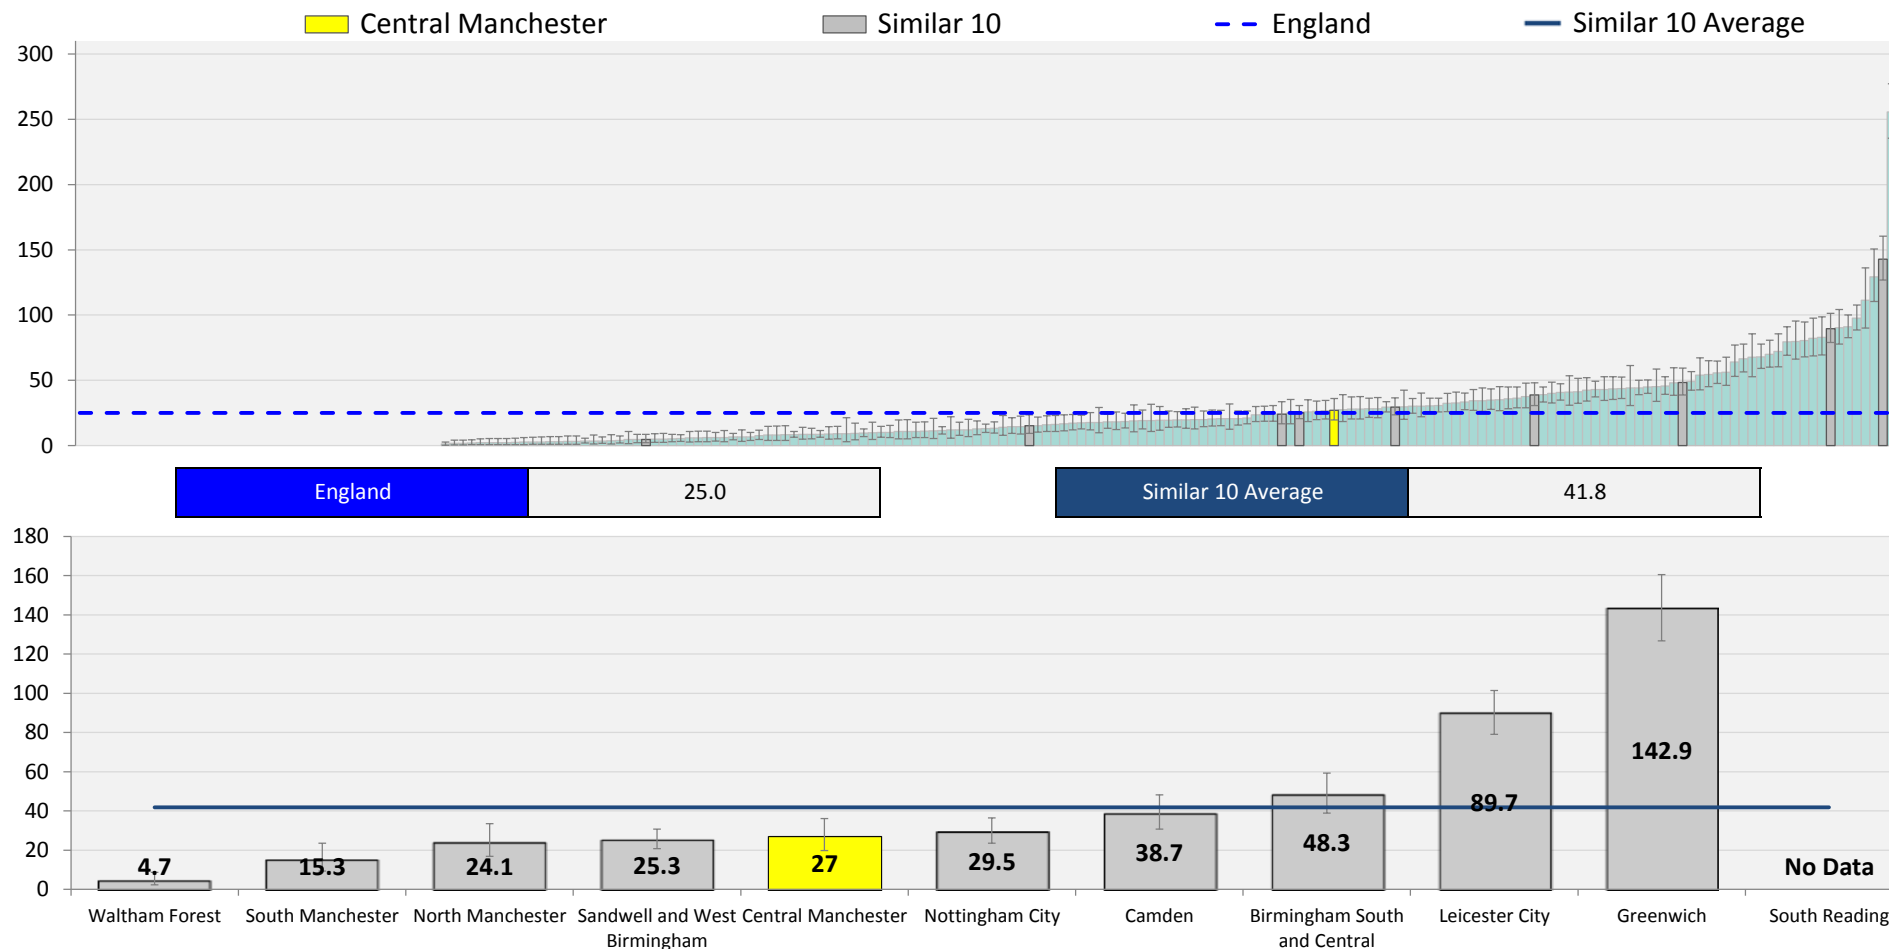 Central Manchester
Similar 10
England
Similar 10 Average
300
250
200
150
100
50
0
England 25.0
Similar 10 Average 41.8
180
160
140
120
100
80
60
40
20
0
4.7
15.3
24.1
25.3
27
29.5
38.7
48.3
89.7
142.9
No Data
Waltham Forest
South Manchester
North Manchester
Sandwell and West
Birmingham
Central Manchester
Nottingham City
Camden
Birmingham South
and Central
Leicester City
Greenwich
South Reading